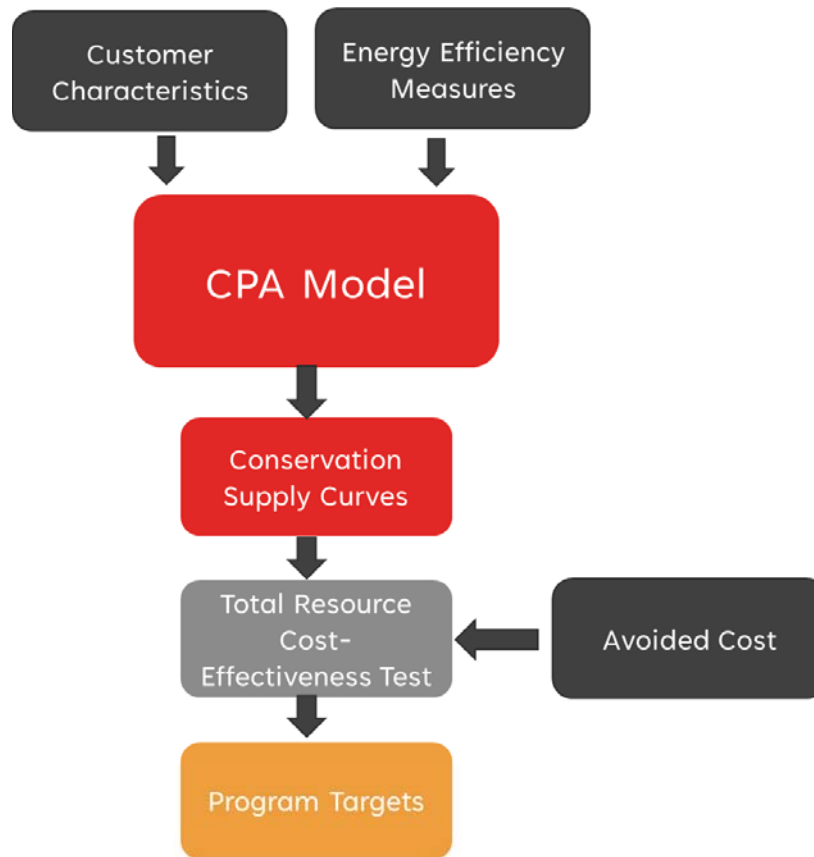 Customer
Characteristics
Energy Efficiency
Measures
CPA Model
Conservation
Supply Curves
Total Resource
Cost-
Effectiveness Test
Avoided Cost
Program Targets